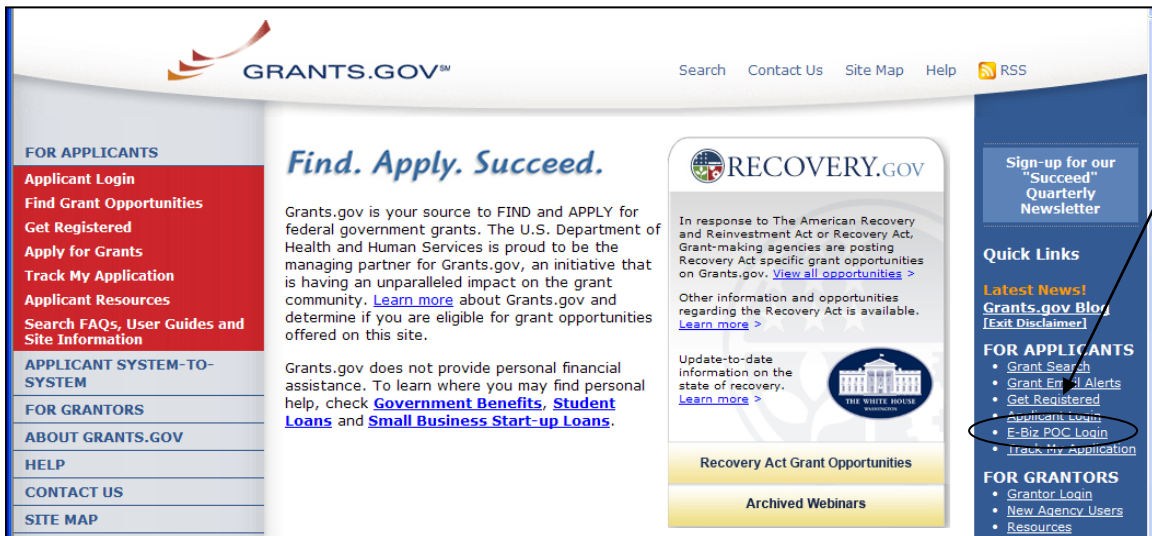 GRANTS.GOV℠
Search Contact Us Site Map Help RSS
FOR APPLICANTS
Applicant Login
Find Grant Opportunities
Get Registered
Apply for Grants
Track My Application
Applicant Resources
Search FAQs, User Guides and
Site Information
APPLICANT SYSTEM-TO-
SYSTEM
FOR GRANTORS
ABOUT GRANTS.GOV
HELP
CONTACT US
SITE MAP
Find. Apply. Succeed.
Grants.gov is your source to FIND and APPLY for
federal government grants. The U.S. Department of
Health and Human Services is proud to be the
managing partner for Grants.gov, an initiative that
is having an unparalleled impact on the grant
community. Learn more about Grants.gov and
determine if you are eligible for grant opportunities
offered on this site.
Grants.gov does not provide personal financial
assistance. To learn where you may find personal
help, check Government Benefits, Student
Loans and Small Business Start-up Loans.
RECOVERY.GOV
In response to The American Recovery
and Reinvestment Act or Recovery Act,
Grant-making agencies are posting
Recovery Act specific grant opportunities
on Grants.gov. View all opportunities >
Other information and opportunities
regarding the Recovery Act is available.
Learn more >
Update-to-date
information on the
state of recovery.
Learn more >
THE WHITE HOUSE
WASHINGTON
Recovery Act Grant Opportunities
Archived Webinars
Sign-up for our
"Succeed"
Quarterly
Newsletter
Quick Links
Latest News!
Grants.gov Blog
[Exit Disclaimer]
FOR APPLICANTS
• Grant Search
• Grant Email Alerts
• Get Registered
• Applicant Login
• E-Biz POC Login
• Track My Application
FOR GRANTORS
• Grantor Login
• New Agency Users
• Resources